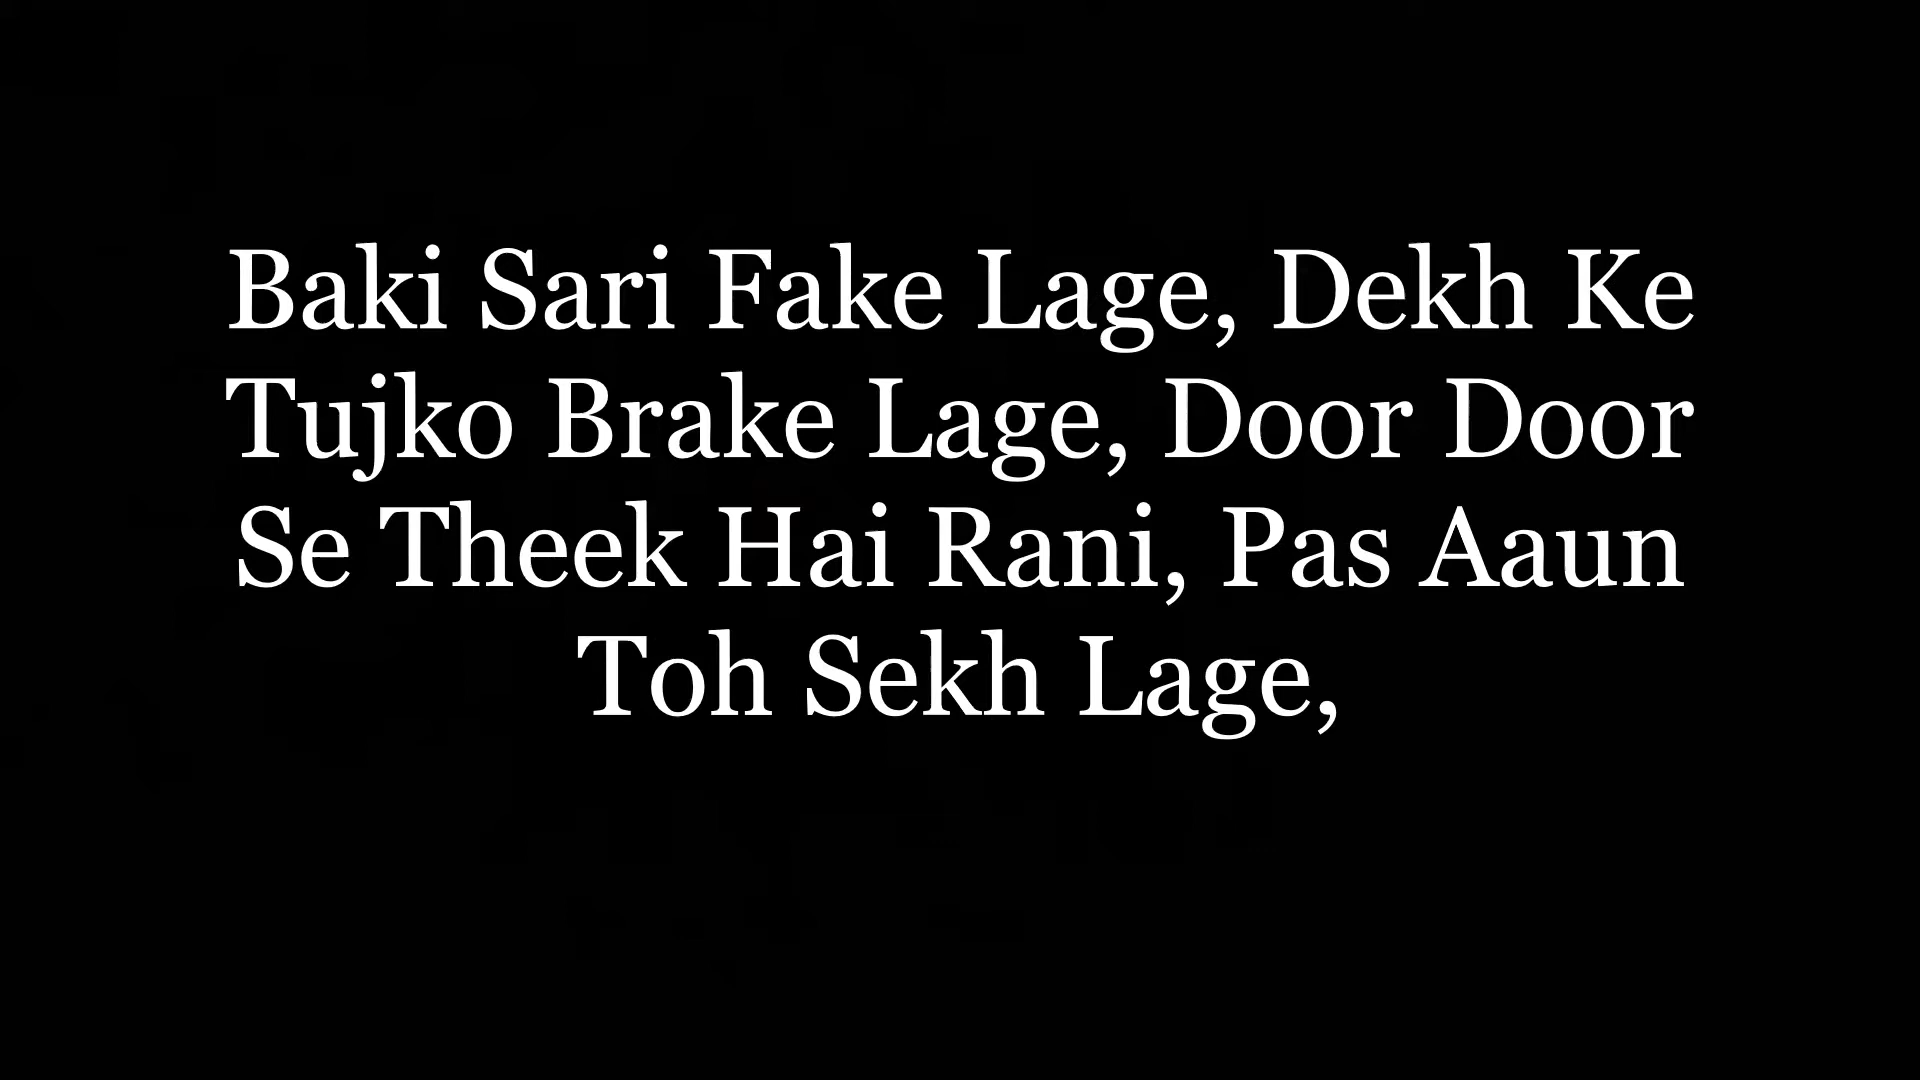 Baki Sari Fake Lage, Dekh Ke
Tujko Brake Lage, Door Door
Se Theek Hai Rani, Pas Aaun
Toh Sekh Lage,